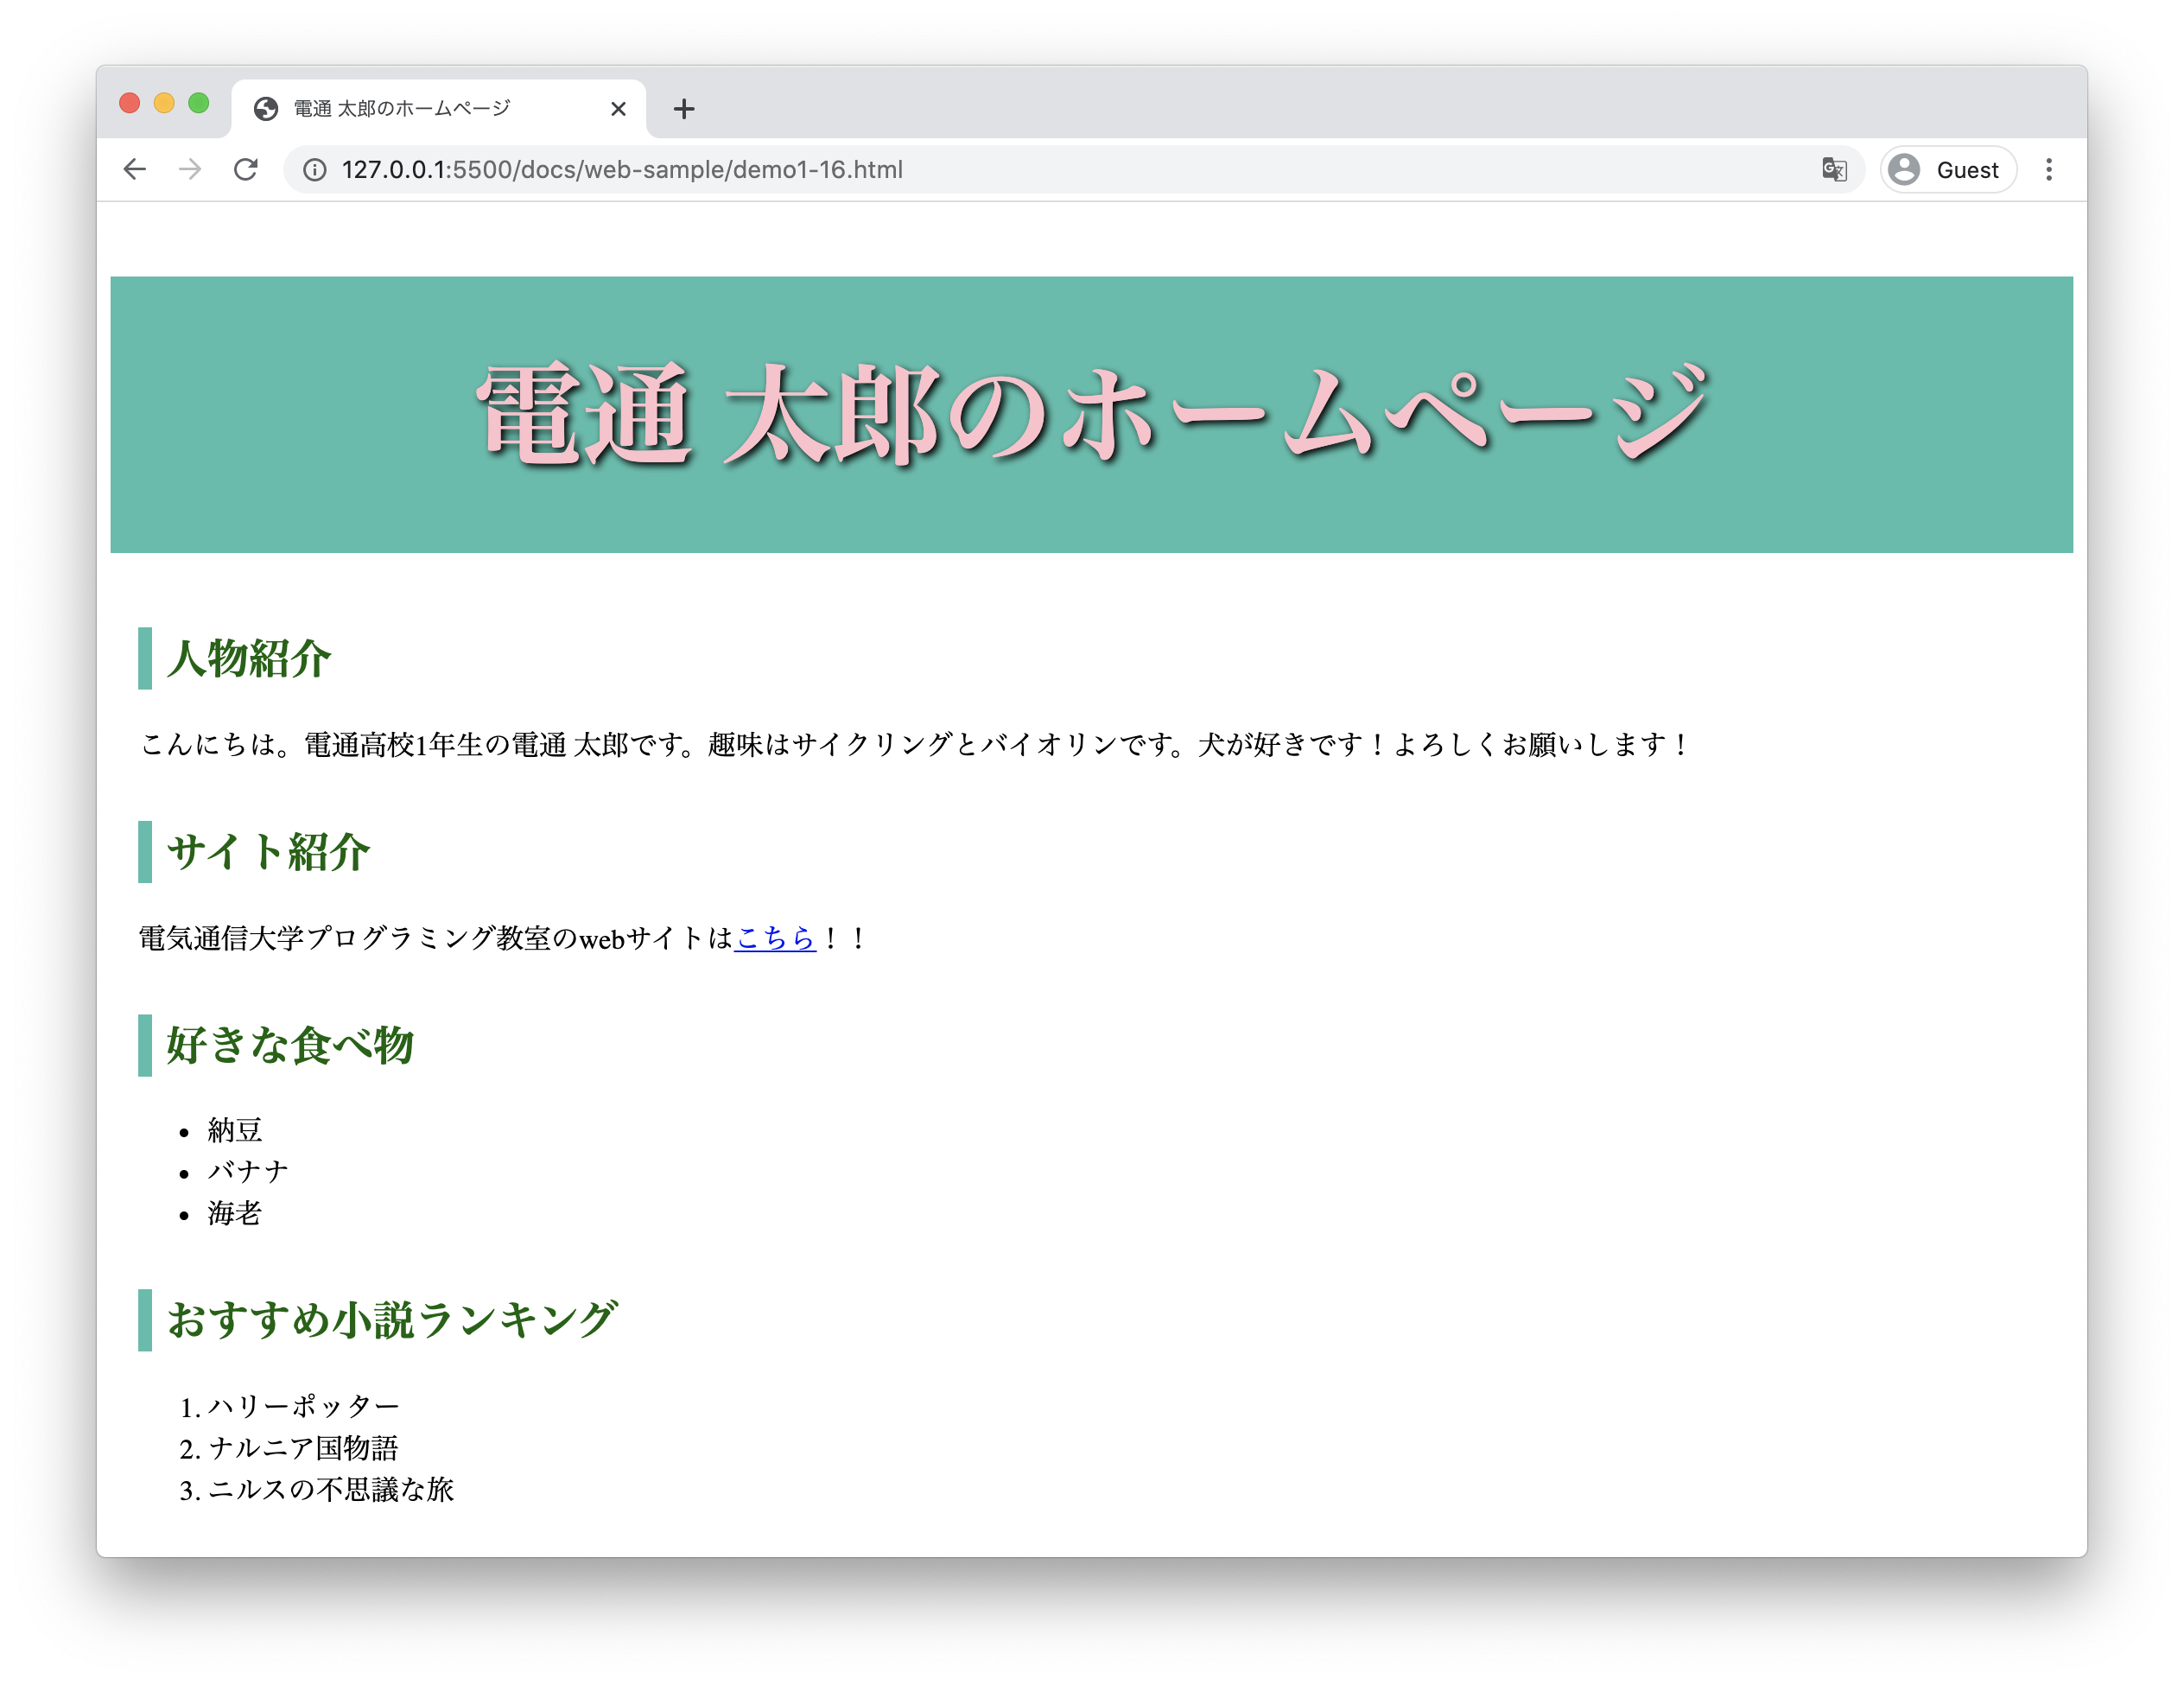 電通 太郎のホームページ
127.0.0.1:5500/docs/web-sample/demo1-16.html
Guest
電通 太郎のホームページ
人物紹介
こんにちは。電通高校1年生の電通 太郎です。趣味はサイクリングとバイオリンです。犬が好きです！よろしくお願いします！
サイト紹介
電気通信大学プログラミング教室のwebサイトはこちら！！
好きな食べ物
• 納豆
• バナナ
• 海老
おすすめ小説ランキング
1. ハリーポッター
2. ナルニア国物語
3. ニルスの不思議な旅